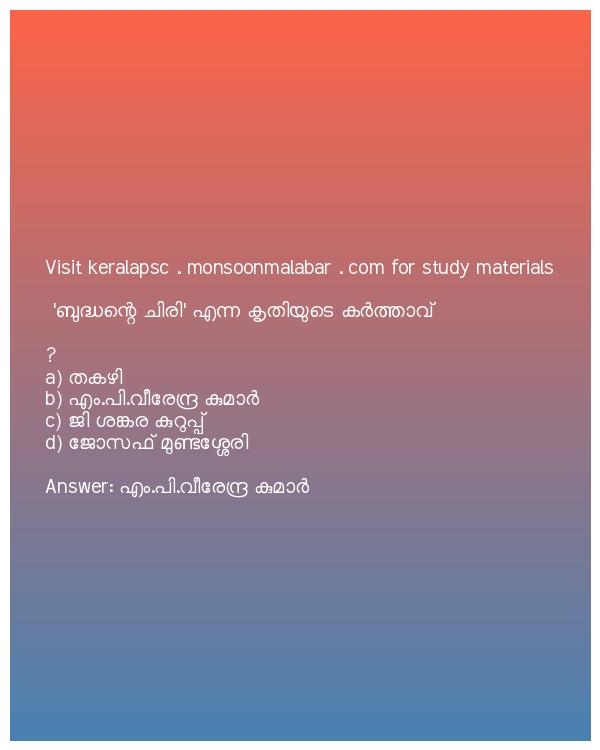 Visit keralapsc . monsoonmalabar . com for study materials
'ബുദ്ധന്റെ ചിരി' എന്ന കൃതിയുടെ കർത്താവ്
?
a) തകഴി
b) എം.പി.വീരേന്ദ്ര കുമാർ
c) ജി ശങ്കര കുറുപ്പ്
d) ജോസഫ് മുണ്ടശ്ശേരി
Answer: എം.പി.വീരേന്ദ്ര കുമാർ